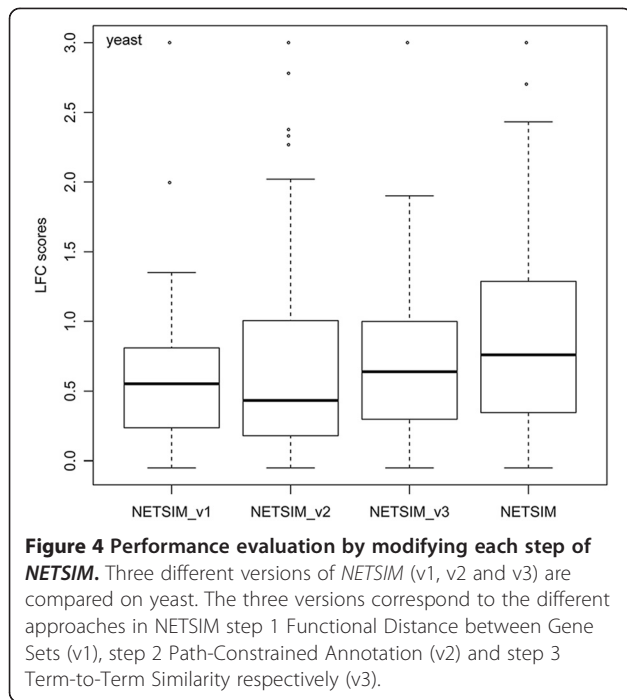 yeast
3.0
2.5
2.0
1.5
1.0
0.5
0.0
LFC scores
NETSIM_v1 NETSIM_v2 NETSIM_v3 NETSIM
Figure 4 Performance evaluation by modifying each step of
NETSIM. Three different versions of NETSIM (v1, v2 and v3) are
compared on yeast. The three versions correspond to the different
approaches in NETSIM step 1 Functional Distance between Gene
Sets (v1), step 2 Path-Constrained Annotation (v2) and step 3
Term-to-Term Similarity respectively (v3).